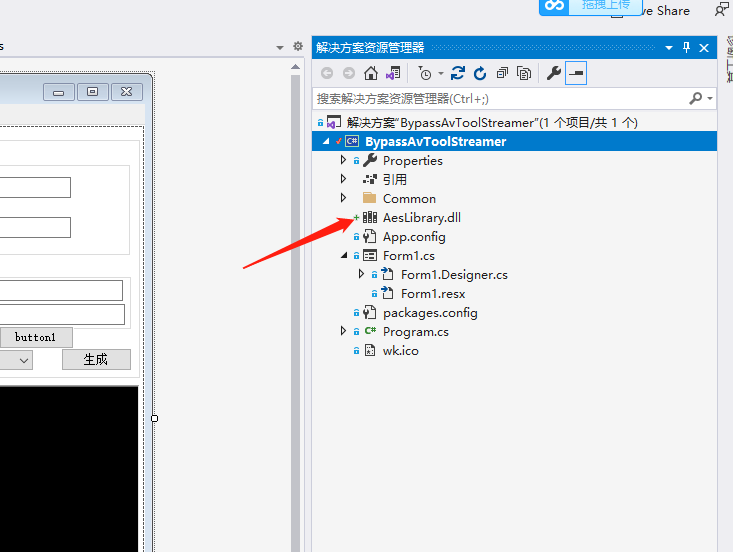 拖拽上传
ve Share
s
解决方案资源管理器
搜索解决方案资源管理器(Ctrl+;)
解决方案"BypassAvToolStreamer"(1 个项目/共 1 个)
BypassAvToolStreamer
Properties
引用
Common
AesLibrary.dll
App.config
Form1.cs
Form1.Designer.cs
Form1.resx
packages.config
Program.cs
wk.ico
button1
生成